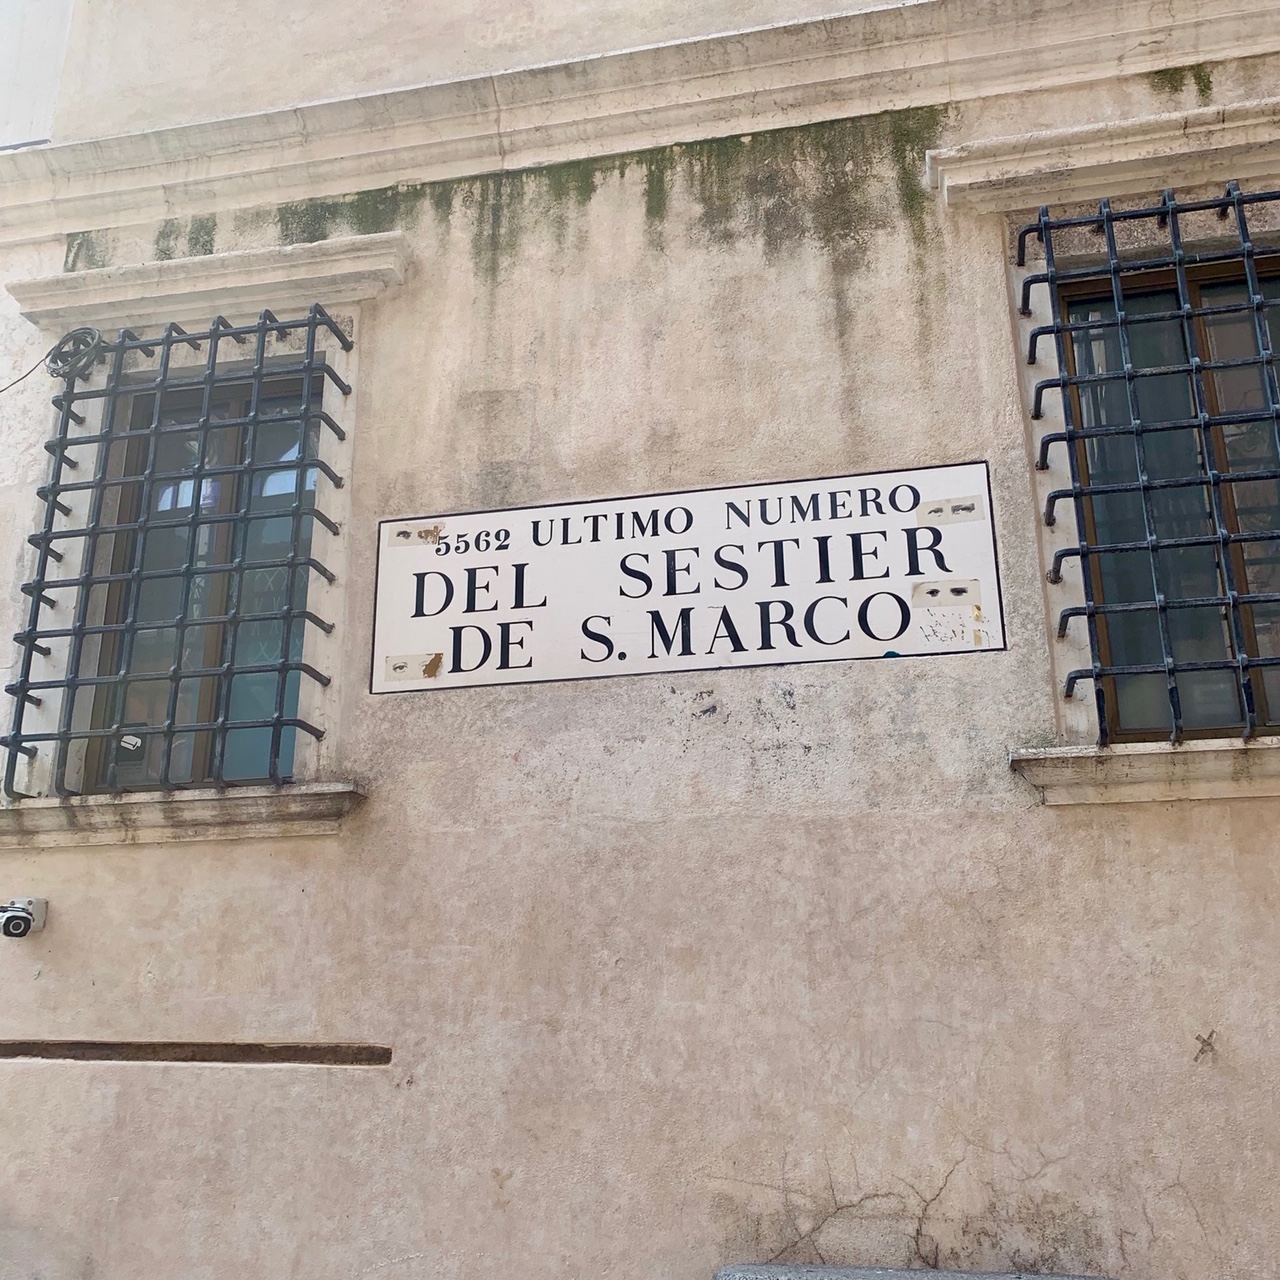 5562 ULTIMO NUMERO
DEL SESTIER
DE S. MARCO